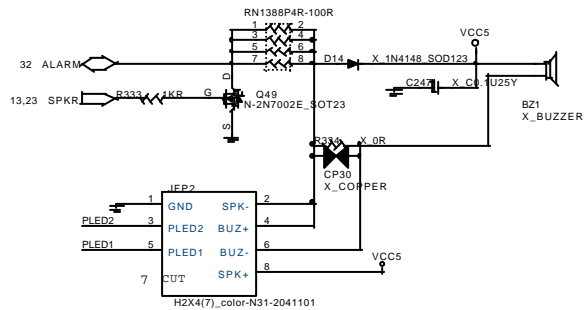 RN1388P4R-100R
1 2
3 4
5 6
7 8
VCC5
32 ALARM
D14 X_1N4148_SOD123
D
C247 X_C0.1U25Y
Q49
13,23 SPKR R333 1KR G N-2N7002E_SOT23
BZ1
X_BUZZER
S
R334 X_0R
CP30
X_COPPER
JFP2
1 GND SPK- 2
PLED2 3 PLED2 BUZ+ 4
PLED1 5 PLED1 BUZ- 6
VCC5
7 CUT SPK+ 8
H2X4(7)_color-N31-2041101